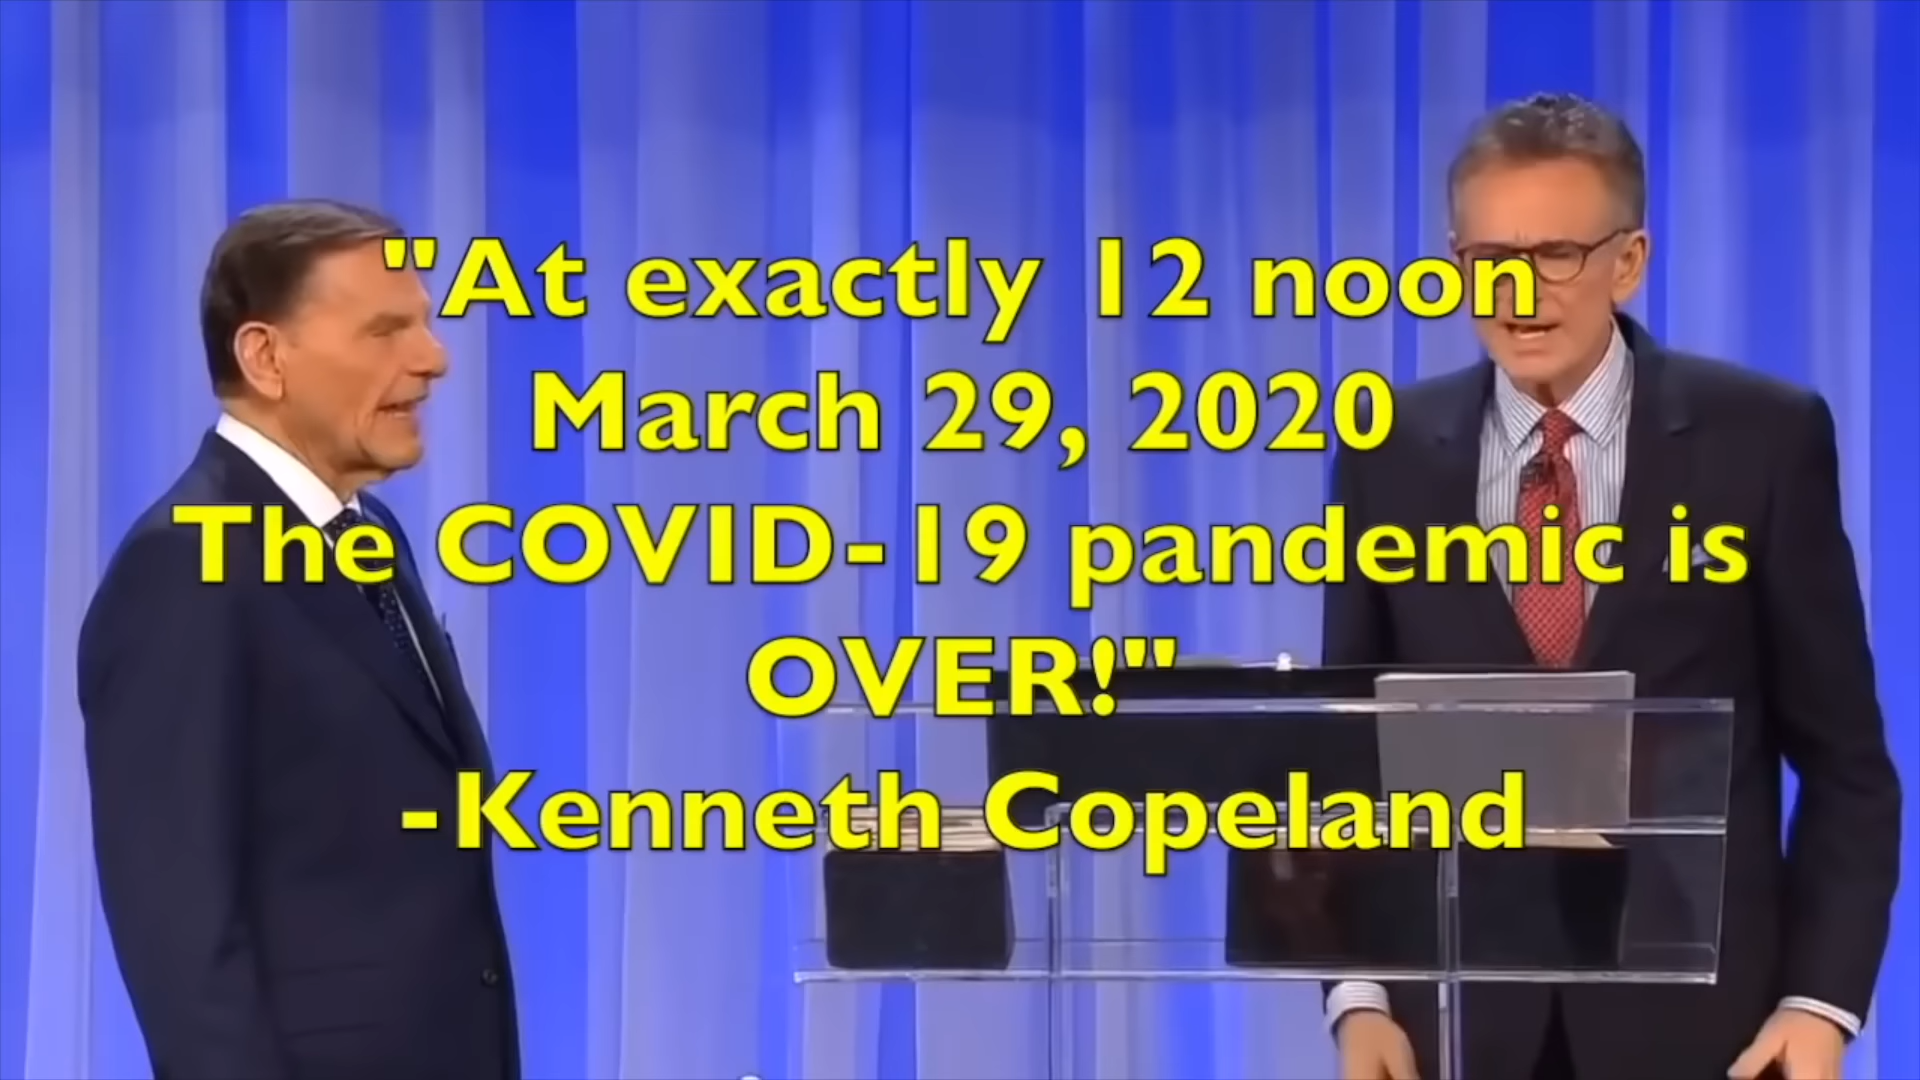 "At exactly 12 noon
March 29, 2020
The COVID-19 pandemic is
OVER!"
-Kenneth Copeland